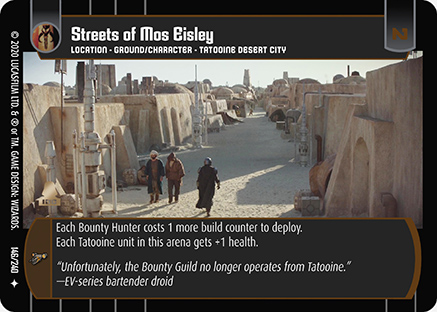 Streets of Mos Eisley
LOCATION - GROUND/CHARACTER - TATOOINE DESERT CITY
Each Bounty Hunter costs 1 more build counter to deploy.
Each Tatooine unit in this arena gets +1 health.
“Unfortunately, the Bounty Guild no longer operates from Tatooine.”
—EV-series bartender droid
© 2020 LUCASFILM LTD. & ® or TM. GAME DESIGN: WIZARDS.
146/240